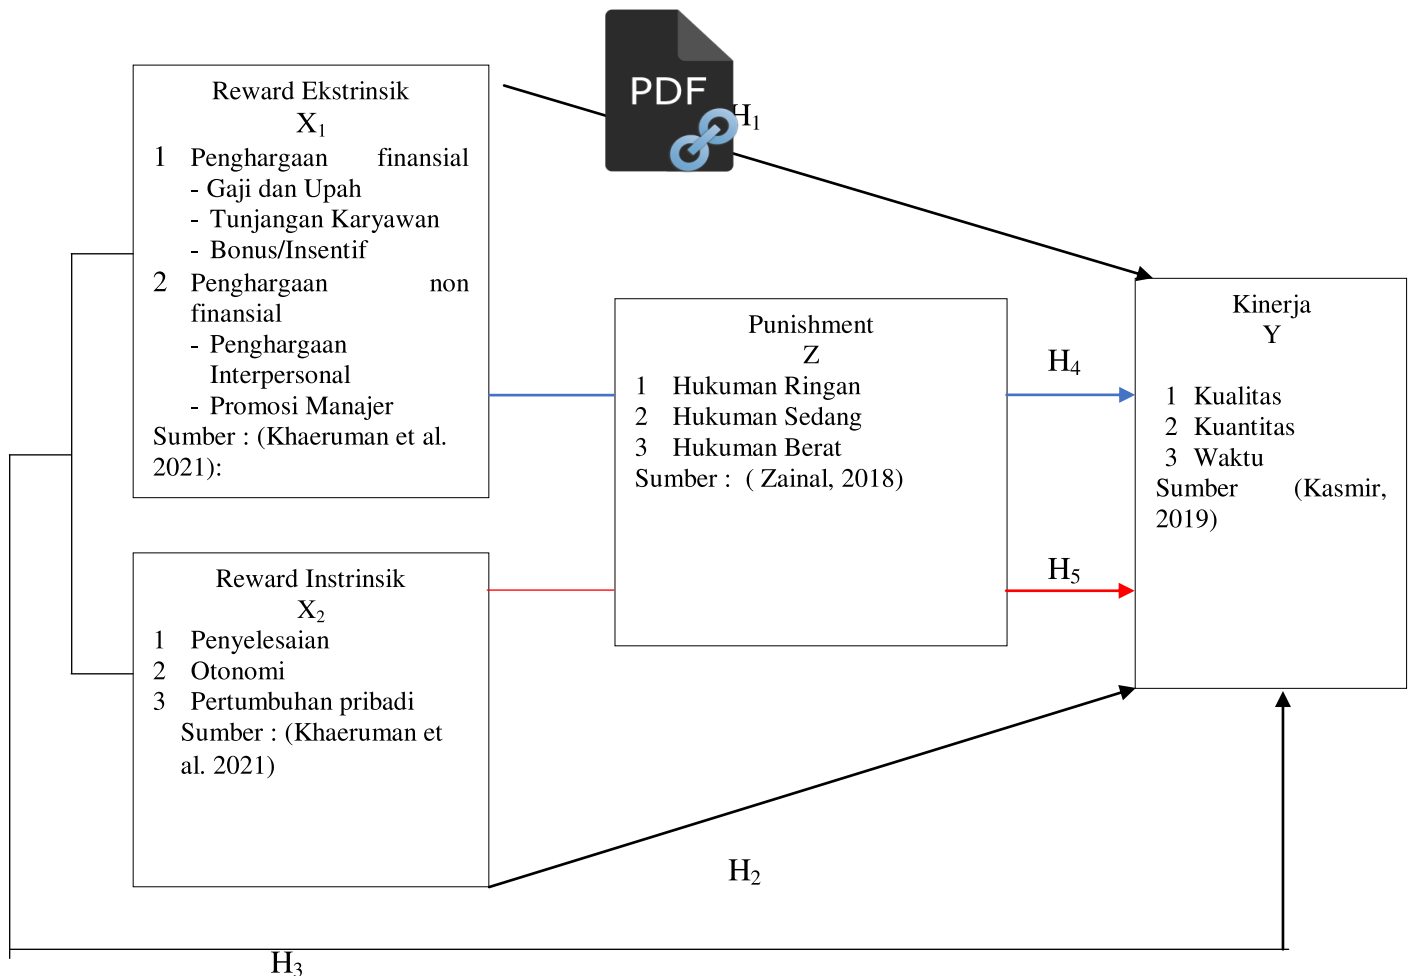 PDF
H1
Reward Ekstrinsik
X1
1 Penghargaan finansial
- Gaji dan Upah
- Tunjangan Karyawan
- Bonus/Insentif
2 Penghargaan non
finansial
- Penghargaan
Interpersonal
- Promosi Manajer
Sumber : (Khaeruman et al.
2021):
Punishment
Z
1 Hukuman Ringan
2 Hukuman Sedang
3 Hukuman Berat
Sumber : ( Zainal, 2018)
H4
H5
Kinerja
Y
1 Kualitas
2 Kuantitas
3 Waktu
Sumber (Kasmir,
2019)
Reward Instrinsik
X2
1 Penyelesaian
2 Otonomi
3 Pertumbuhan pribadi
Sumber : (Khaeruman et
al. 2021)
H2
H3